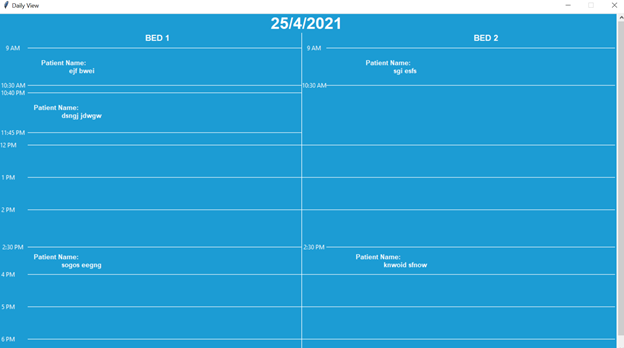 Daily View
25/4/2021
BED 1
BED 2
9 AM
9 AM
Patient Name:
ejf bwei
Patient Name:
sgi esfs
10:30 AM
10:30 AM
10:40 PM
Patient Name:
dsngj jdwgw
11:45 PM
12 PM
1 PM
2 PM
2:30 PM
2:30 PM
Patient Name:
sogos eegng
Patient Name:
knwoid sfnow
4 PM
5 PM
6 PM